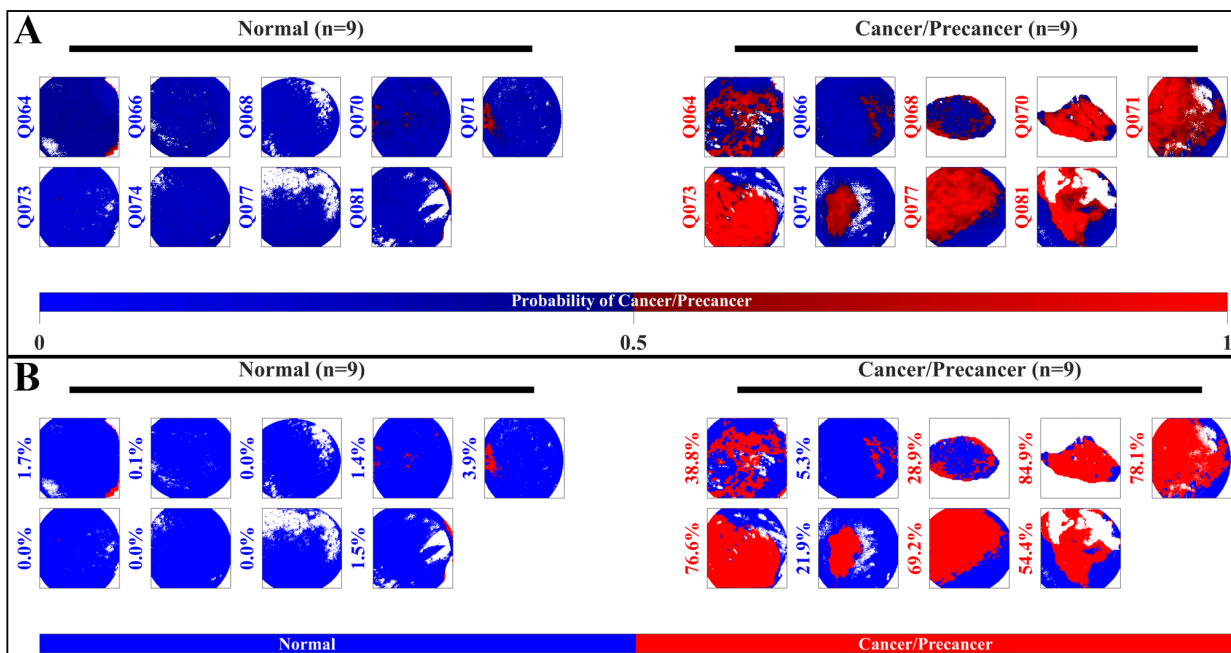 A
Normal (n=9)
Cancer/Precancer (n=9)
Q064 Q066 Q068 Q070 Q071
Q064 Q066 Q068 Q070 Q071
Q073 Q074 Q077 Q081
Q073 Q074 Q077 Q081
Probability of Cancer/Precancer
0 0.5 1
B
Normal (n=9)
Cancer/Precancer (n=9)
1.7% 0.1% 0.0% 1.4% 3.9%
38.8% 5.3% 28.9% 84.9% 78.1%
0.0% 0.0% 0.0% 1.5%
76.6% 21.9% 69.2% 54.4%
Normal
Cancer/Precancer